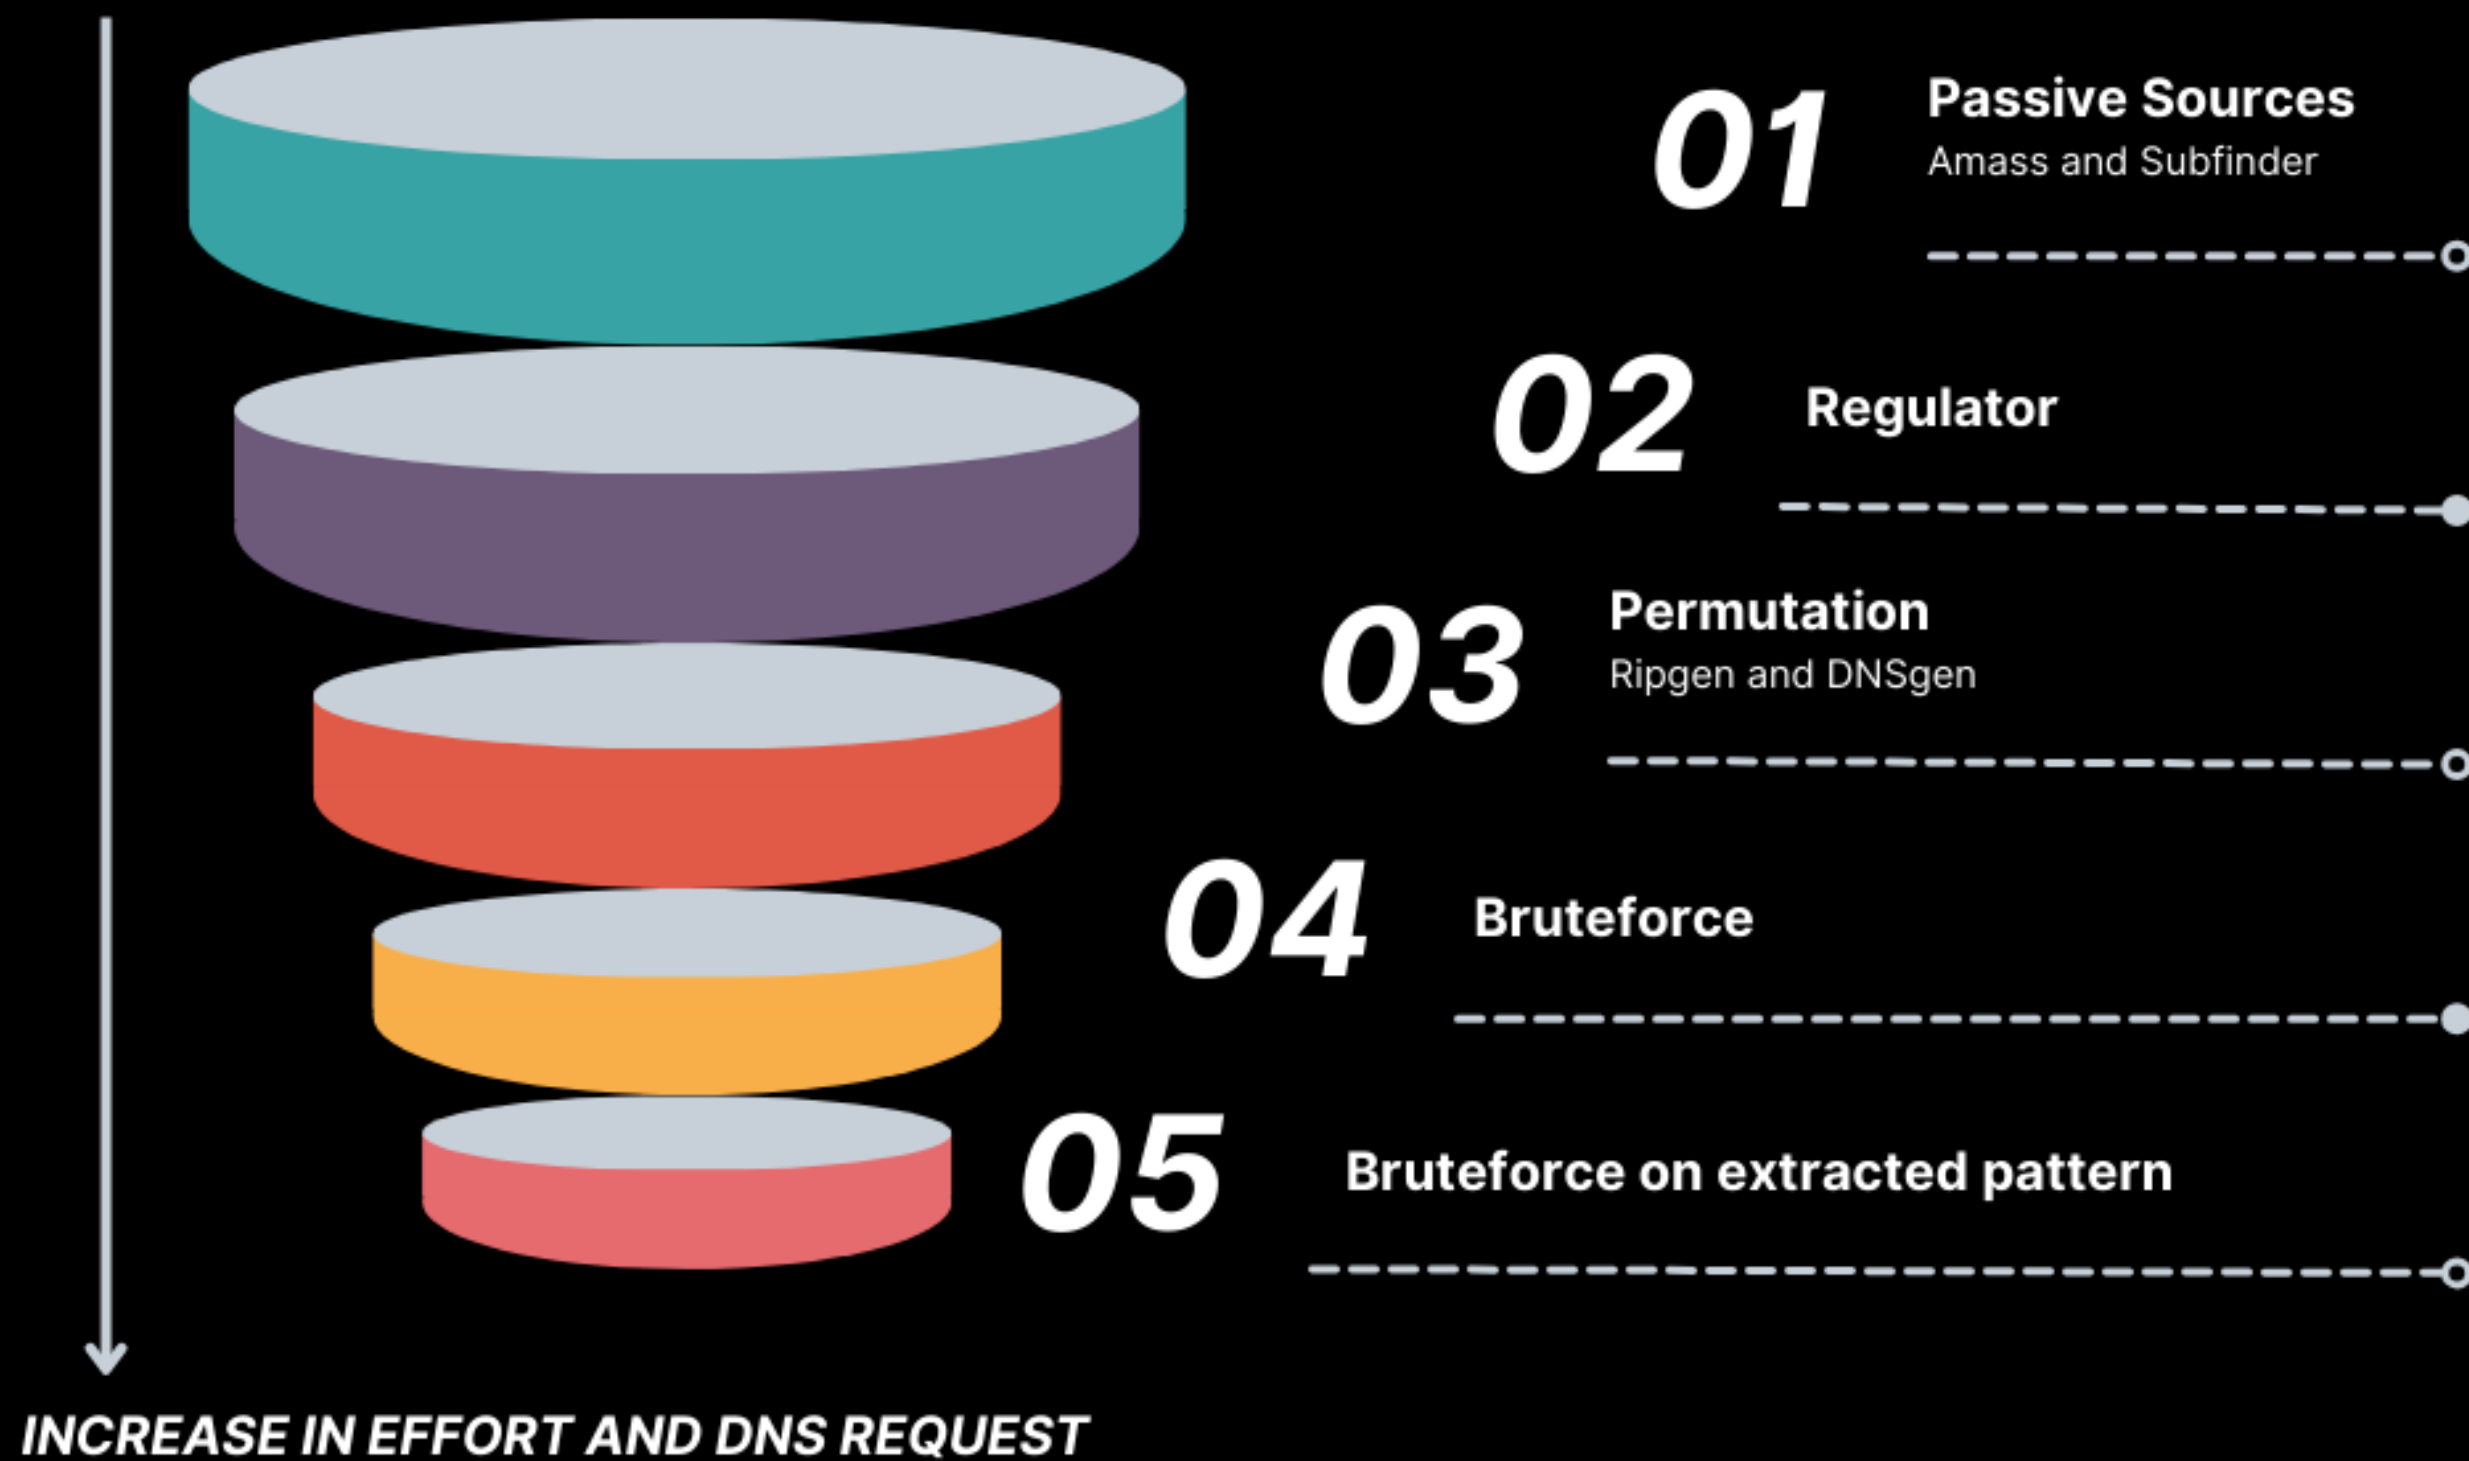 01
Passive Sources
Amass and Subfinder
02
Regulator
03
Permutation
Ripgen and DNSgen
04
Bruteforce
05
Bruteforce on extracted pattern
INCREASE IN EFFORT AND DNS REQUEST